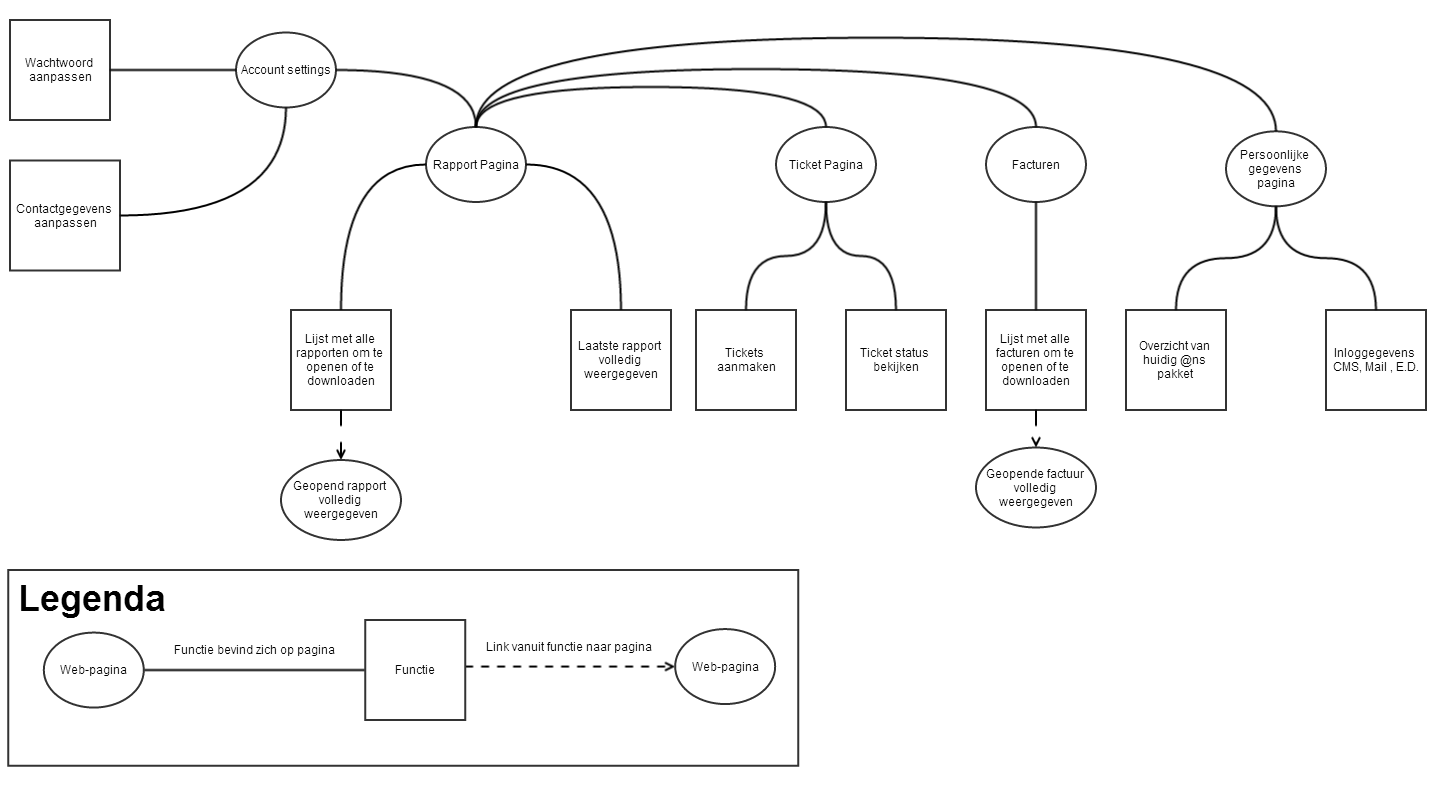 Wachtwoord
aanpassen
Account settings
Contactgegevens
aanpassen
Rapport Pagina
Ticket Pagina
Facturen
Persoonlijke
gegevens
pagina
Lijst met alle
rapporten om te
openen of te
downloaden
Laatste rapport
volledig
weergegeven
Tickets
aanmaken
Ticket status
bekijken
Lijst met alle
facturen om te
openen of te
downloaden
Overzicht van
huidig @ns
pakket
Inloggegevens
CMS, Mail , E.D.
Geopend rapport
volledig
weergegeven
Geopende factuur
volledig
weergegeven
Legenda
Web-pagina
Functie bevind zich op pagina
Functie
Link vanuit functie naar pagina
Web-pagina